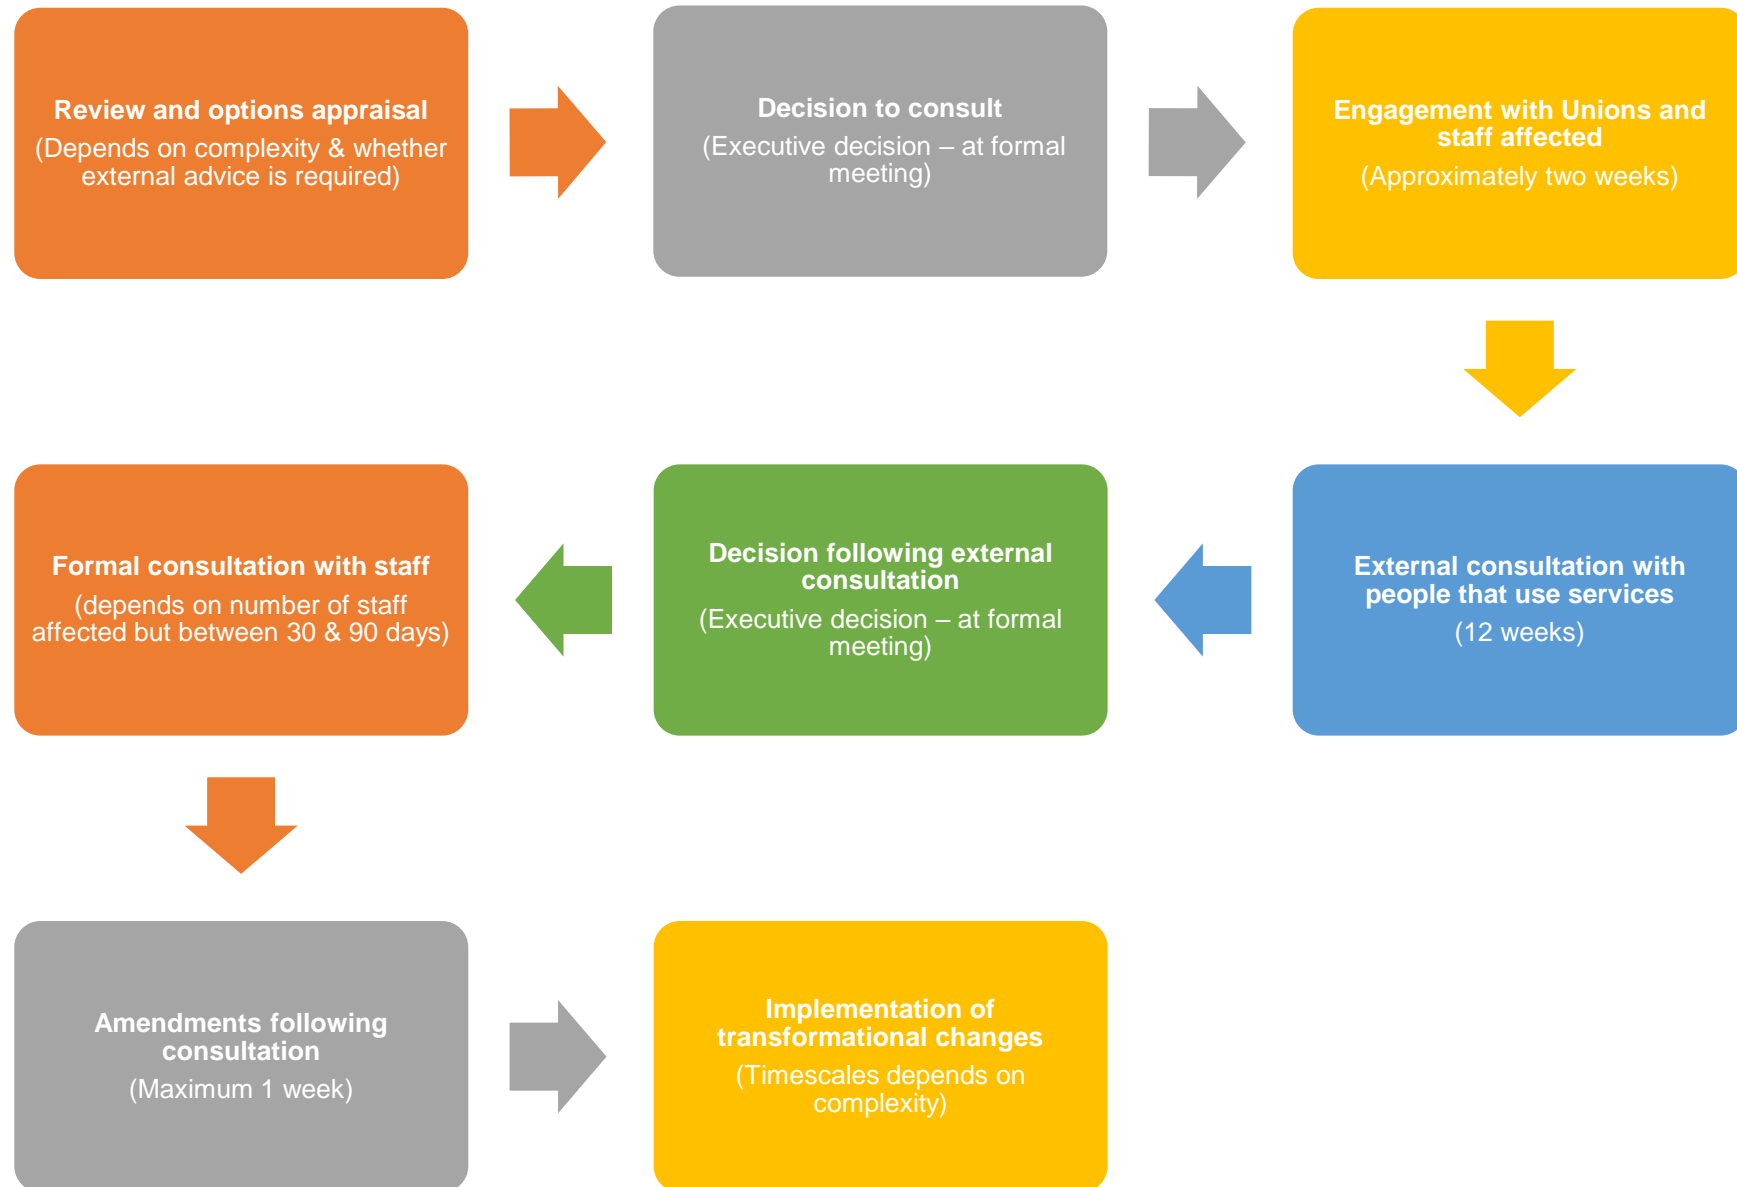 Review and options appraisal
(Depends on complexity & whether
external advice is required)
Decision to consult
(Executive decision – at formal
meeting)
Engagement with Unions and
staff affected
(Approximately two weeks)
External consultation with
people that use services
(12 weeks)
Decision following external
consultation
(Executive decision – at formal
meeting)
Formal consultation with staff
(depends on number of staff
affected but between 30 & 90 days)
Amendments following
consultation
(Maximum 1 week)
Implementation of
transformational changes
(Timescales depends on
complexity)